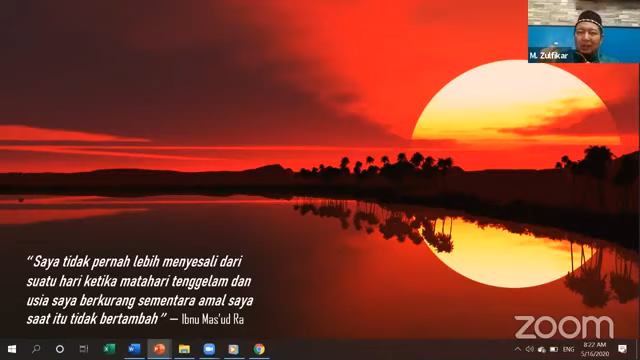 M. Zulfikar
“Saya tidak pernah lebih menyesali dari
suatu hari ketika matahari tenggelam dan
usia saya berkurang sementara amal saya
saat itu tidak bertambah” – Ibnu Mas'ud Ra
zoom
ENG
8:22 AM
5/16/2020